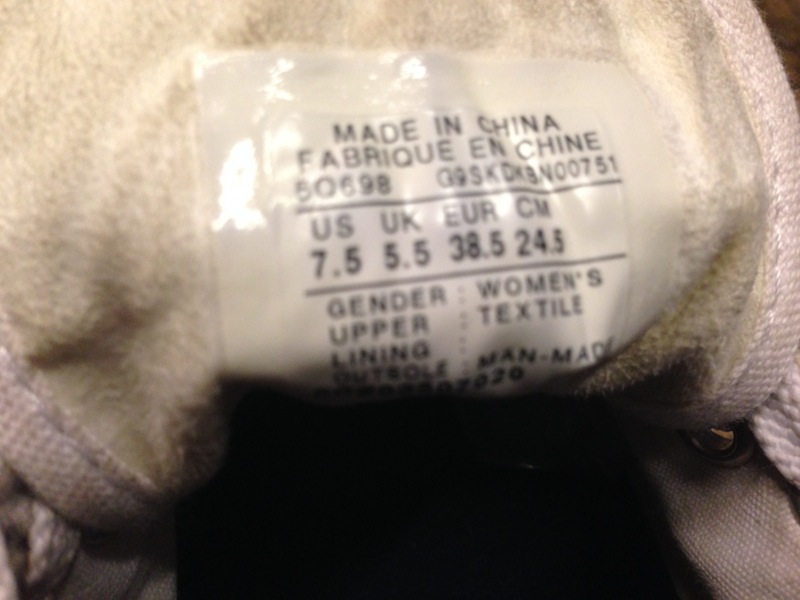 MADE IN CHINA
FABRIQUE EN CHINE
50698
US UK EUR CM
7.5 5.5 38.5 24.5
GENDER : WOMEN'S
UPPER : TEXTILE
LINING :
OUTSOLE : MAN-MADE